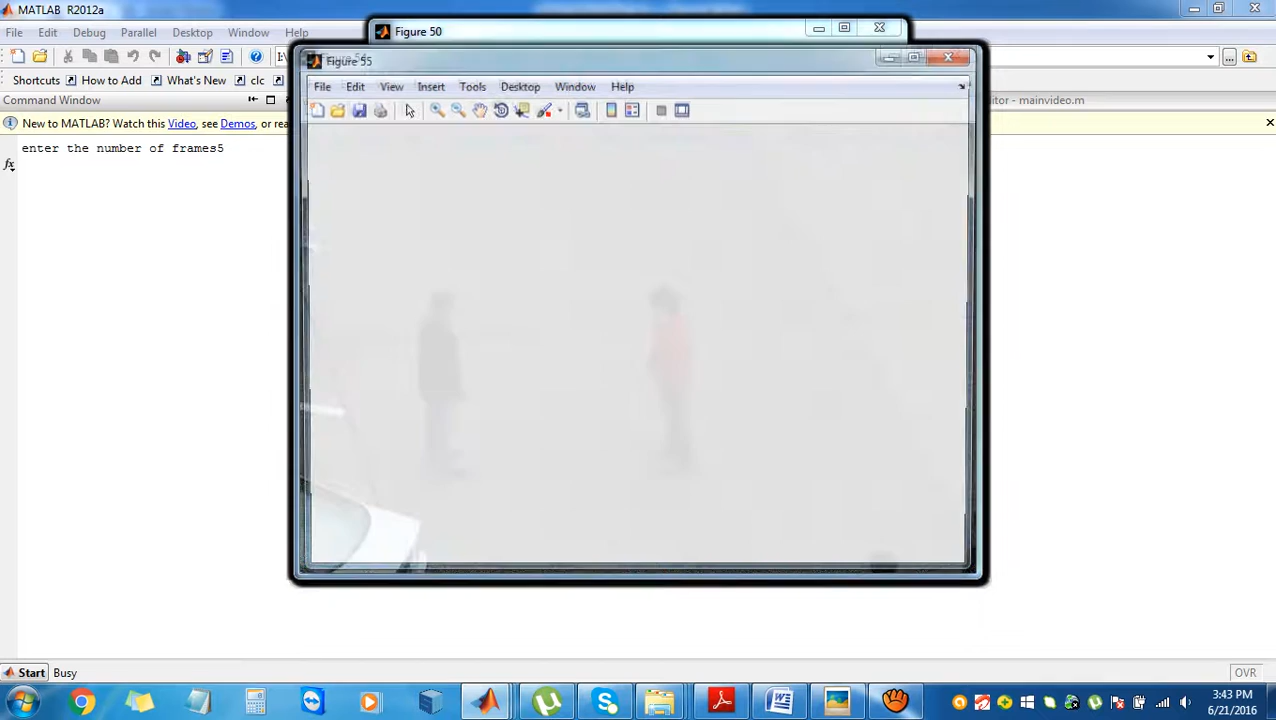 MATLAB R2012a
File Edit Debug Parallel Desktop Window Help
Shortcuts How to Add What's New clc
Command Window
New to MATLAB? Watch this Video, see Demos, or rea
enter the number of frames5
fx
Figure 50
Figure 55
File Edit View Insert Tools Desktop Window Help
itor - mainvideo.m
Start Busy
OVR
3:43 PM
6/21/2016